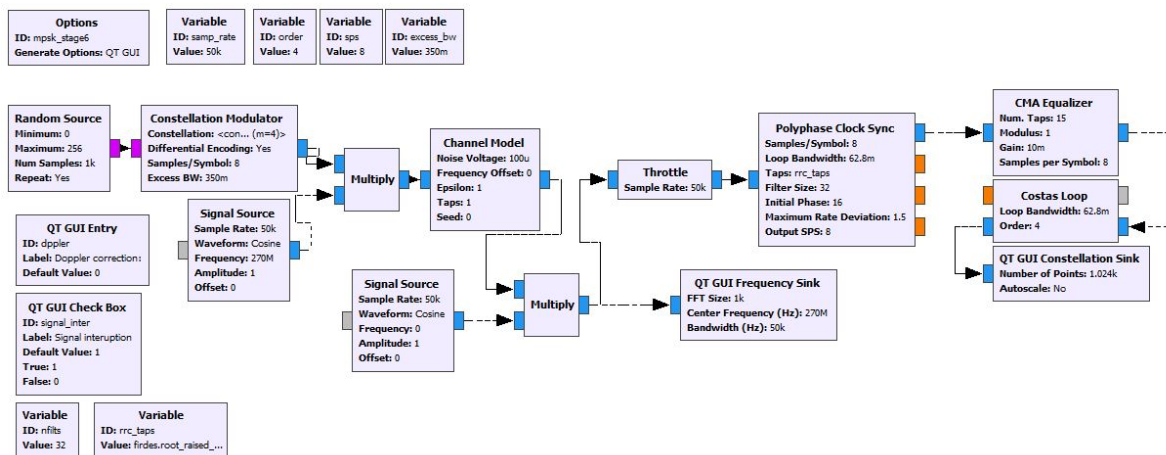 Options
ID: mpsk_stage6
Generate Options: QT GUI
Variable
ID: samp_rate
Value: 50k
Variable
ID: order
Value: 4
Variable
ID: sps
Value: 8
Variable
ID: excess_bw
Value: 350m
Random Source
Minimum: 0
Maximum: 256
Num Samples: 1k
Repeat: Yes
Constellation Modulator
Constellation: <con... (m=4)>
Differential Encoding: Yes
Samples/Symbol: 8
Excess BW: 350m
Multiply
Channel Model
Noise Voltage: 100u
Frequency Offset: 0
Epsilon: 1
Taps: 1
Seed: 0
Throttle
Sample Rate: 50k
Polyphase Clock Sync
Samples/Symbol: 8
Loop Bandwidth: 62.8m
Taps: rrc_taps
Filter Size: 32
Initial Phase: 16
Maximum Rate Deviation: 1.5
Output SPS: 8
CMA Equalizer
Num. Taps: 15
Modulus: 1
Gain: 10m
Samples per Symbol: 8
Costas Loop
Loop Bandwidth: 62.8m
Order: 4
QT GUI Constellation Sink
Number of Points: 1.024k
Autoscale: No
QT GUI Entry
ID: dppler
Label: Doppler correction:
Default Value: 0
Signal Source
Sample Rate: 50k
Waveform: Cosine
Frequency: 270M
Amplitude: 1
Offset: 0
Signal Source
Sample Rate: 50k
Waveform: Cosine
Frequency: 0
Amplitude: 1
Offset: 0
Multiply
QT GUI Frequency Sink
FFT Size: 1k
Center Frequency (Hz): 270M
Bandwidth (Hz): 50k
QT GUI Check Box
ID: signal_inter
Label: Signal interuption
Default Value: 1
True: 1
False: 0
Variable
ID: nfilts
Value: 32
Variable
ID: rrc_taps
Value: firdes.root_raised_...